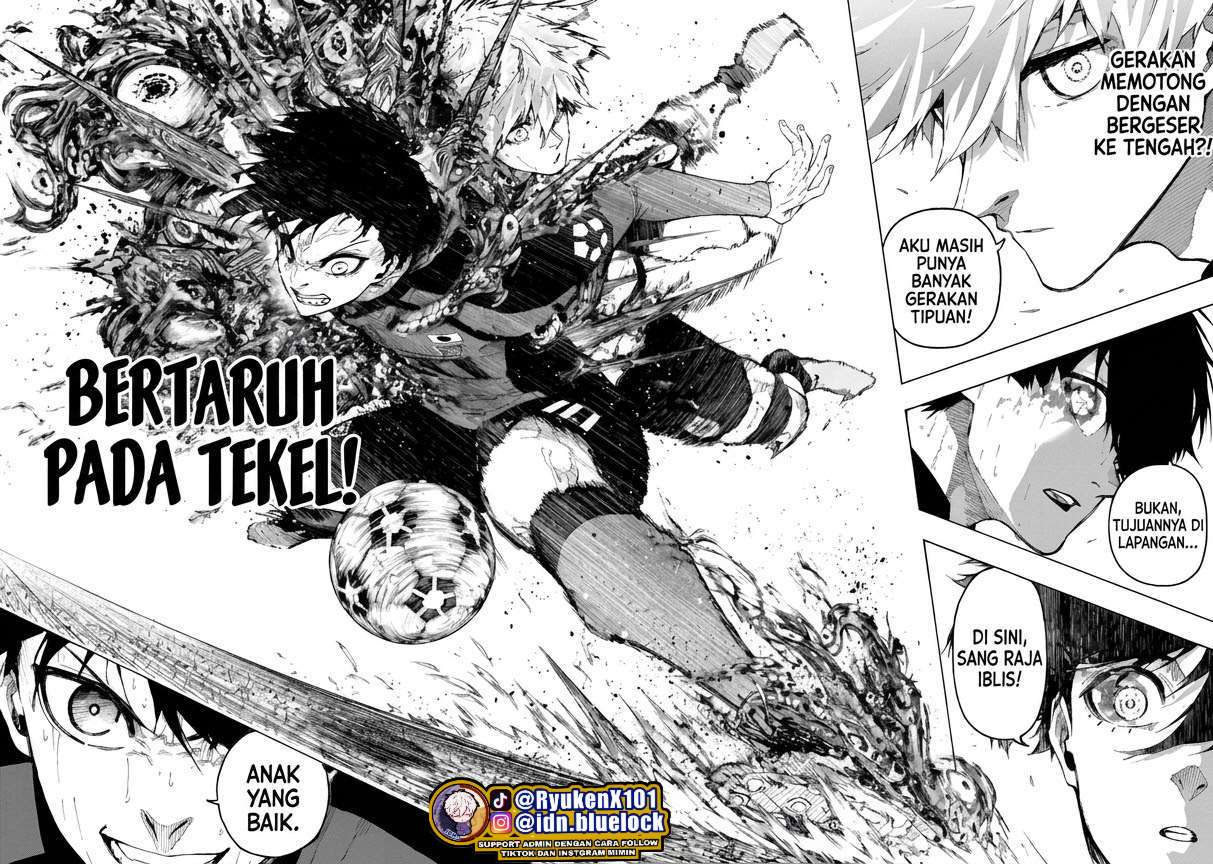 GERAKAN
MEMOTONG
DENGAN
BERGESER
KE TENGAH?!
AKU MASIH
PUNYA
BANYAK
GERAKAN
TIPUAN!
BUKAN,
TUJUANNYA DI
LAPANGAN...
DI SINI,
SANG RAJA
IBLIS!
BERTARUH
PADA TEKEL!
ANAK
YANG
BAIK.
@RyukenX101
@idn.bluelock
SUPPORT ADMIN DENGAN CARA FOLLOW
TIKTOK DAN INSTGRAM MIMIN